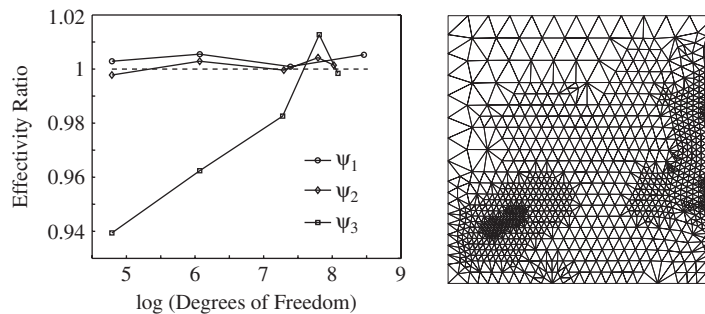 1.02
1
0.98
0.96
0.94
Effectivity Ratio
ψ1
ψ2
ψ3
5 6 7 8 9
log (Degrees of Freedom)